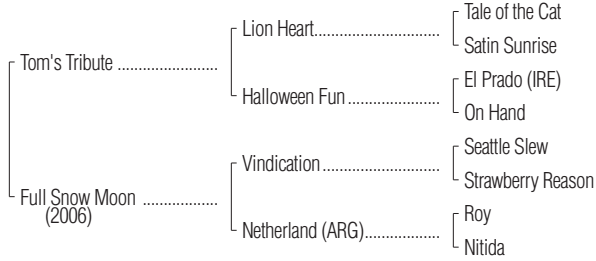 Tale of the Cat
Lion Heart
Satin Sunrise
Tom's Tribute
El Prado (IRE)
Halloween Fun
On Hand
Seattle Slew
Vindication
Strawberry Reason
Full Snow Moon
(2006)
Roy
Netherland (ARG)
Nitida